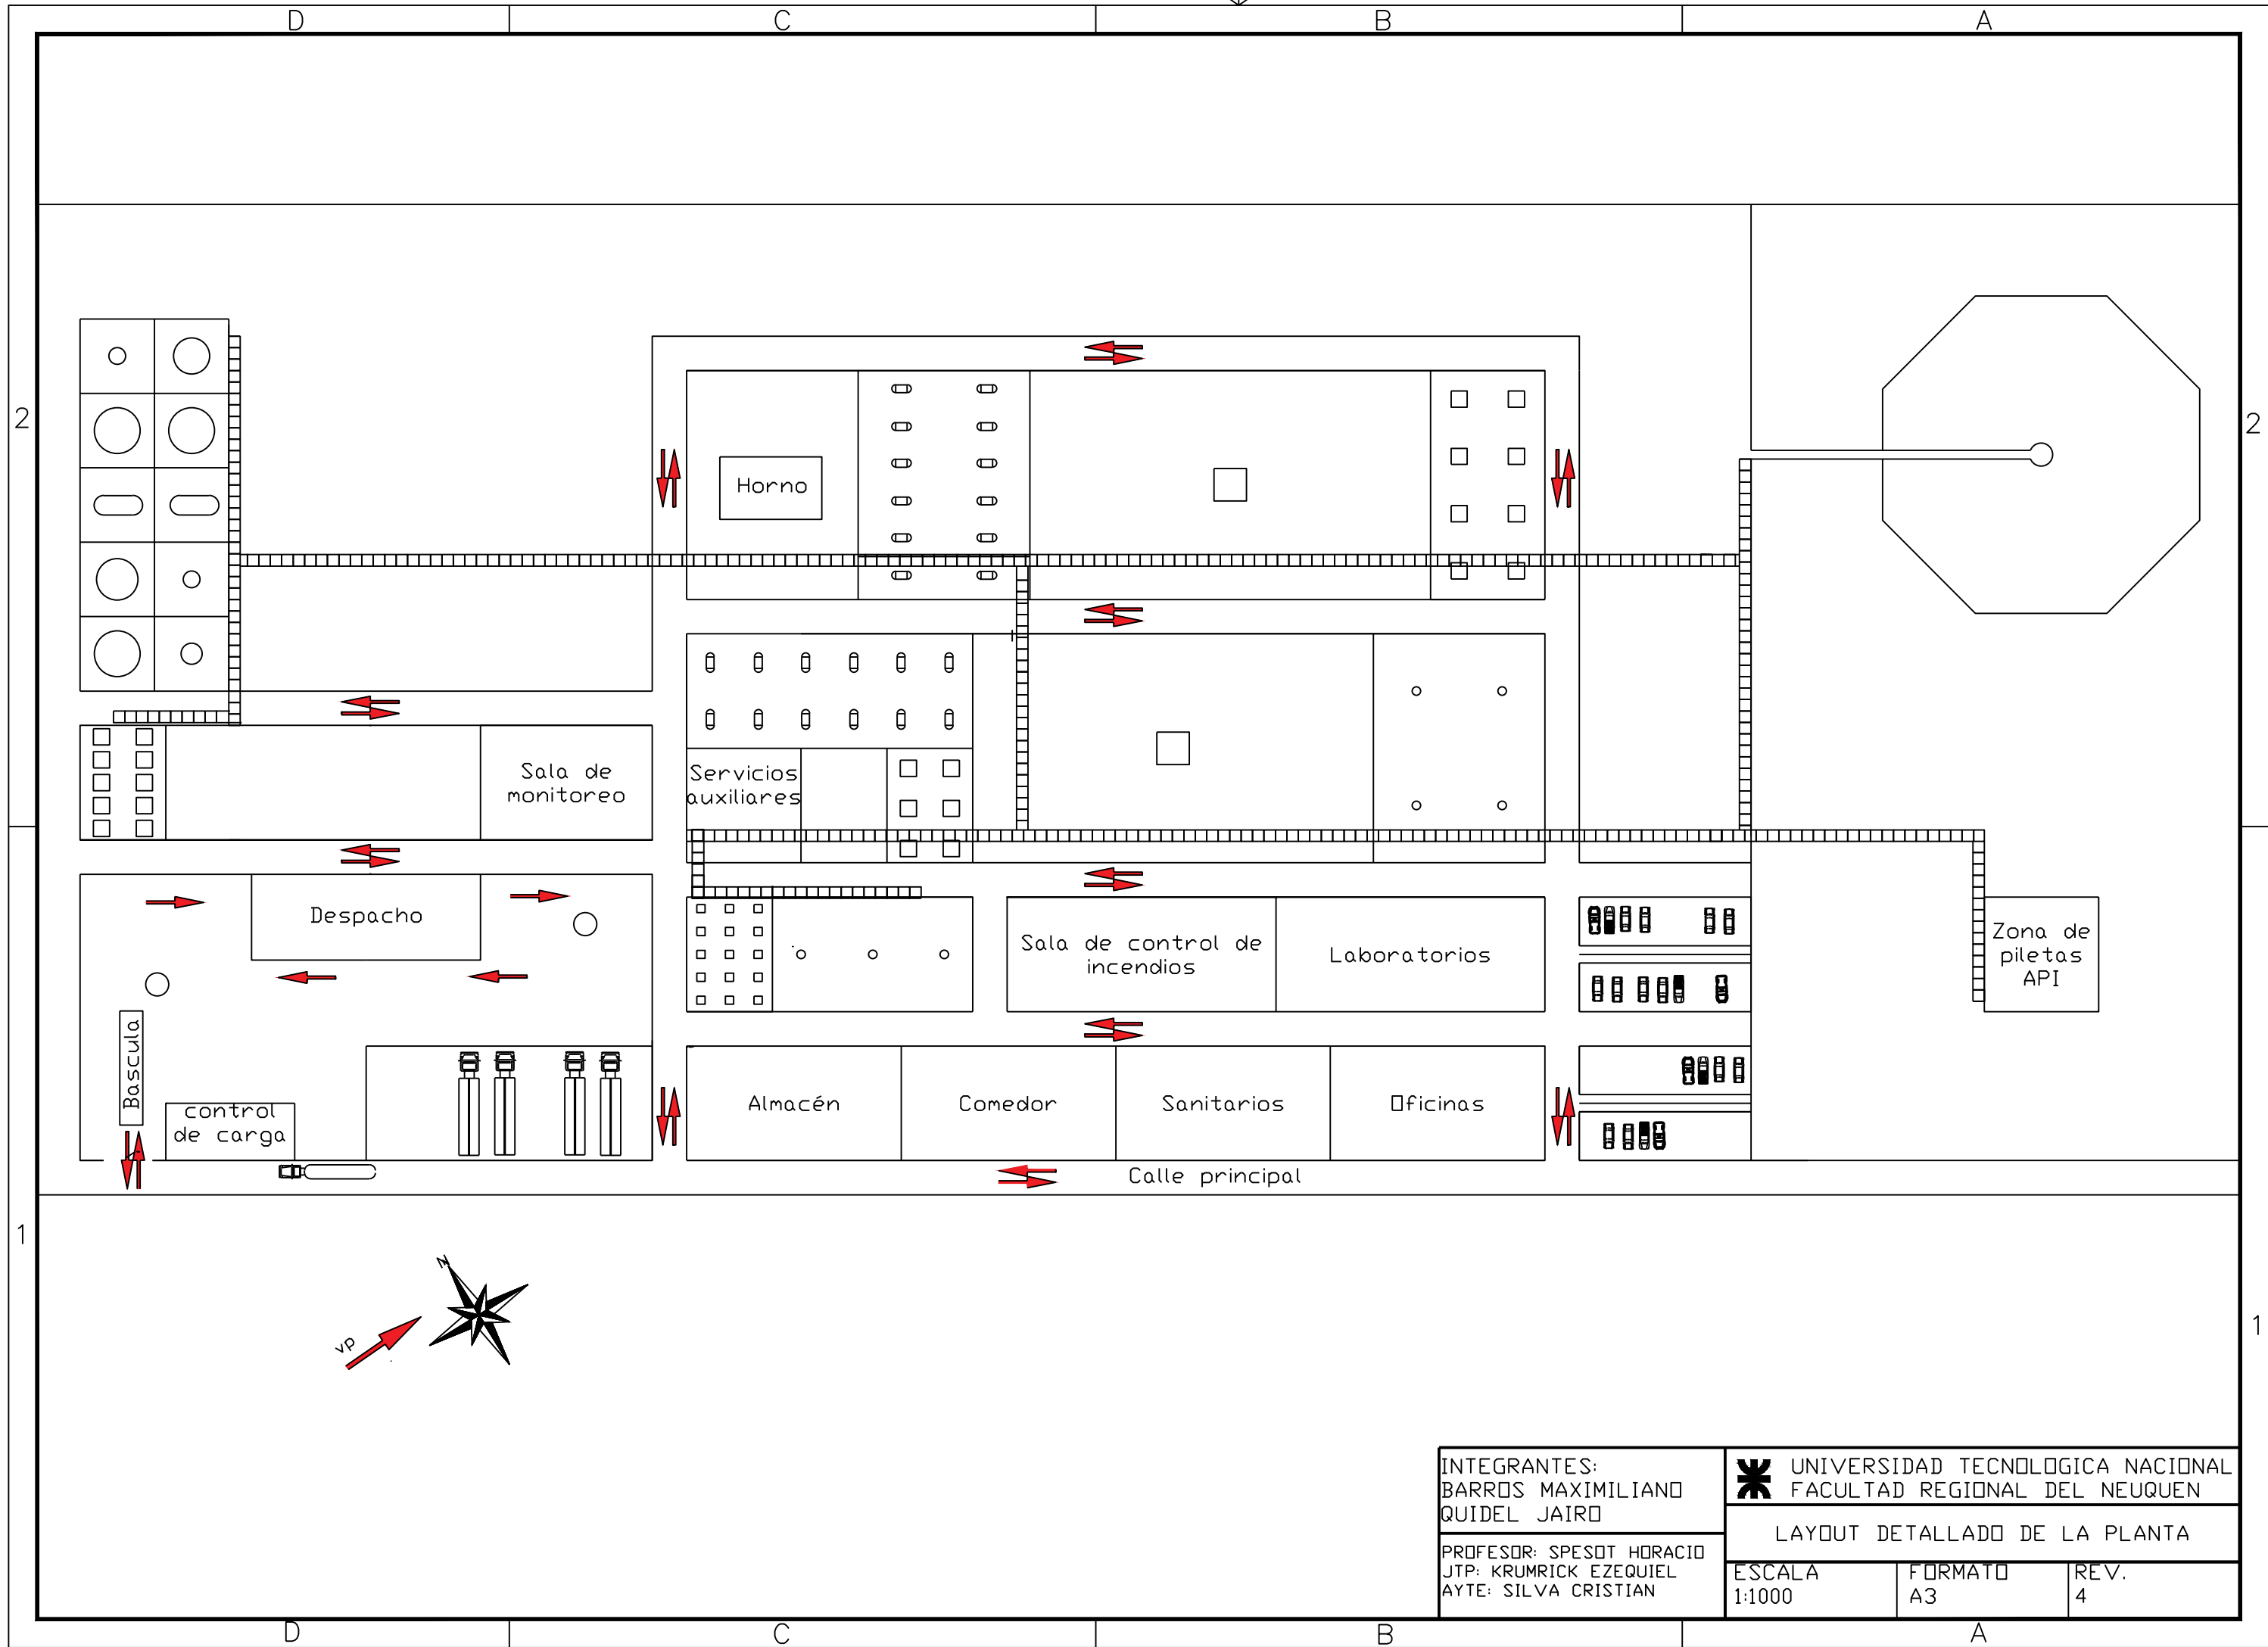 D
C
B
A
2
2
Horno
Sala de
monitoreo
Servicios
auxiliares
Despacho
Sala de control de
incendios
Laboratorios
Zona de
piletas
API
Bascula
control
de carga
Almacén
Comedor
Sanitarios
Oficinas
Calle principal
1
1
N
vp
INTEGRANTES:
BARROS MAXIMILIANO
QUIDEL JAIRO
PROFESOR: SPESOT HORACIO
JTP: KRUMRICK EZEQUIEL
AYTE: SILVA CRISTIAN
UNIVERSIDAD TECNOLOGICA NACIONAL
FACULTAD REGIONAL DEL NEUQUEN
LAYOUT DETALLADO DE LA PLANTA
ESCALA
1:1000
FORMATO
A3
REV.
4
D
C
B
A